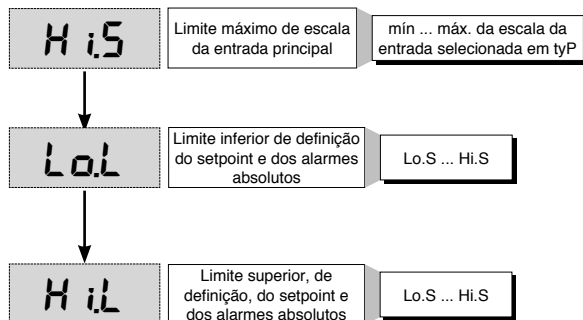 Hi.S
Limite máximo de escala
da entrada principal
mín ... máx. da escala da
entrada selecionada em tyP
Lo.L
Limite inferior de definição
do setpoint e dos alarmes
absolutos
Lo.S ... Hi.S
Hi.L
Limite superior, de
definição, do setpoint e
dos alarmes absolutos
Lo.S ... Hi.S